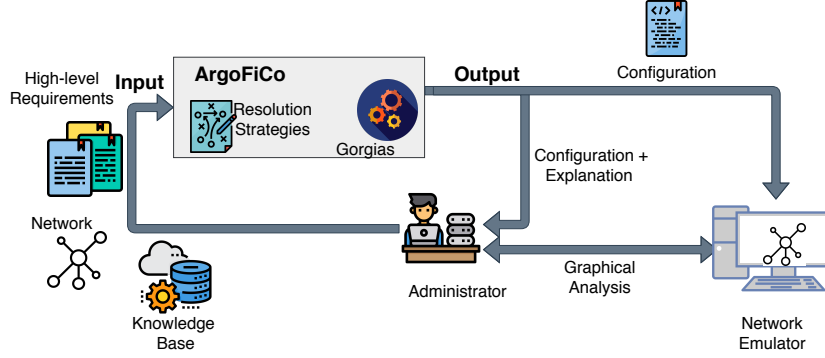 High-level
Requirements
Input
ArgoFiCo
Resolution
Strategies
Gorgias
Output
Configuration
Configuration +
Explanation
Network
Knowledge
Base
Administrator
Graphical
Analysis
Network
Emulator